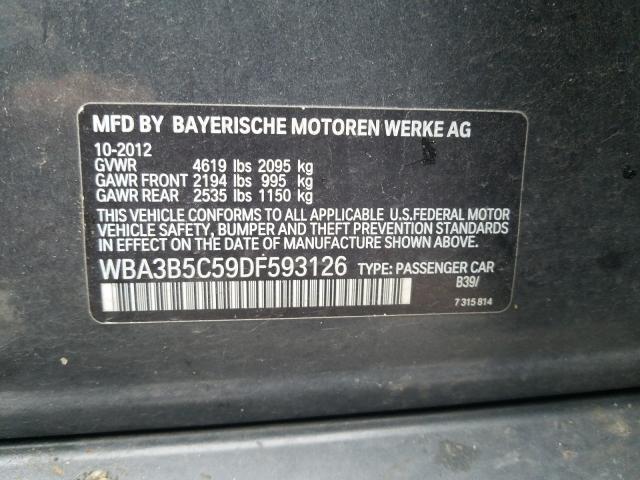 MFD BY BAYERISCHE MOTOREN WERKE AG
10-2012
GVWR 4619 lbs 2095 kg
GAWR FRONT 2194 lbs 995 kg
GAWR REAR 2535 lbs 1150 kg
THIS VEHICLE CONFORMS TO ALL APPLICABLE U.S.FEDERAL MOTOR
VEHICLE SAFETY, BUMPER AND THEFT PREVENTION STANDARDS
IN EFFECT ON THE DATE OF MANUFACTURE SHOWN ABOVE.
WBA3B5C59DF593126 TYPE: PASSENGER CAR
B39/
7 315 814